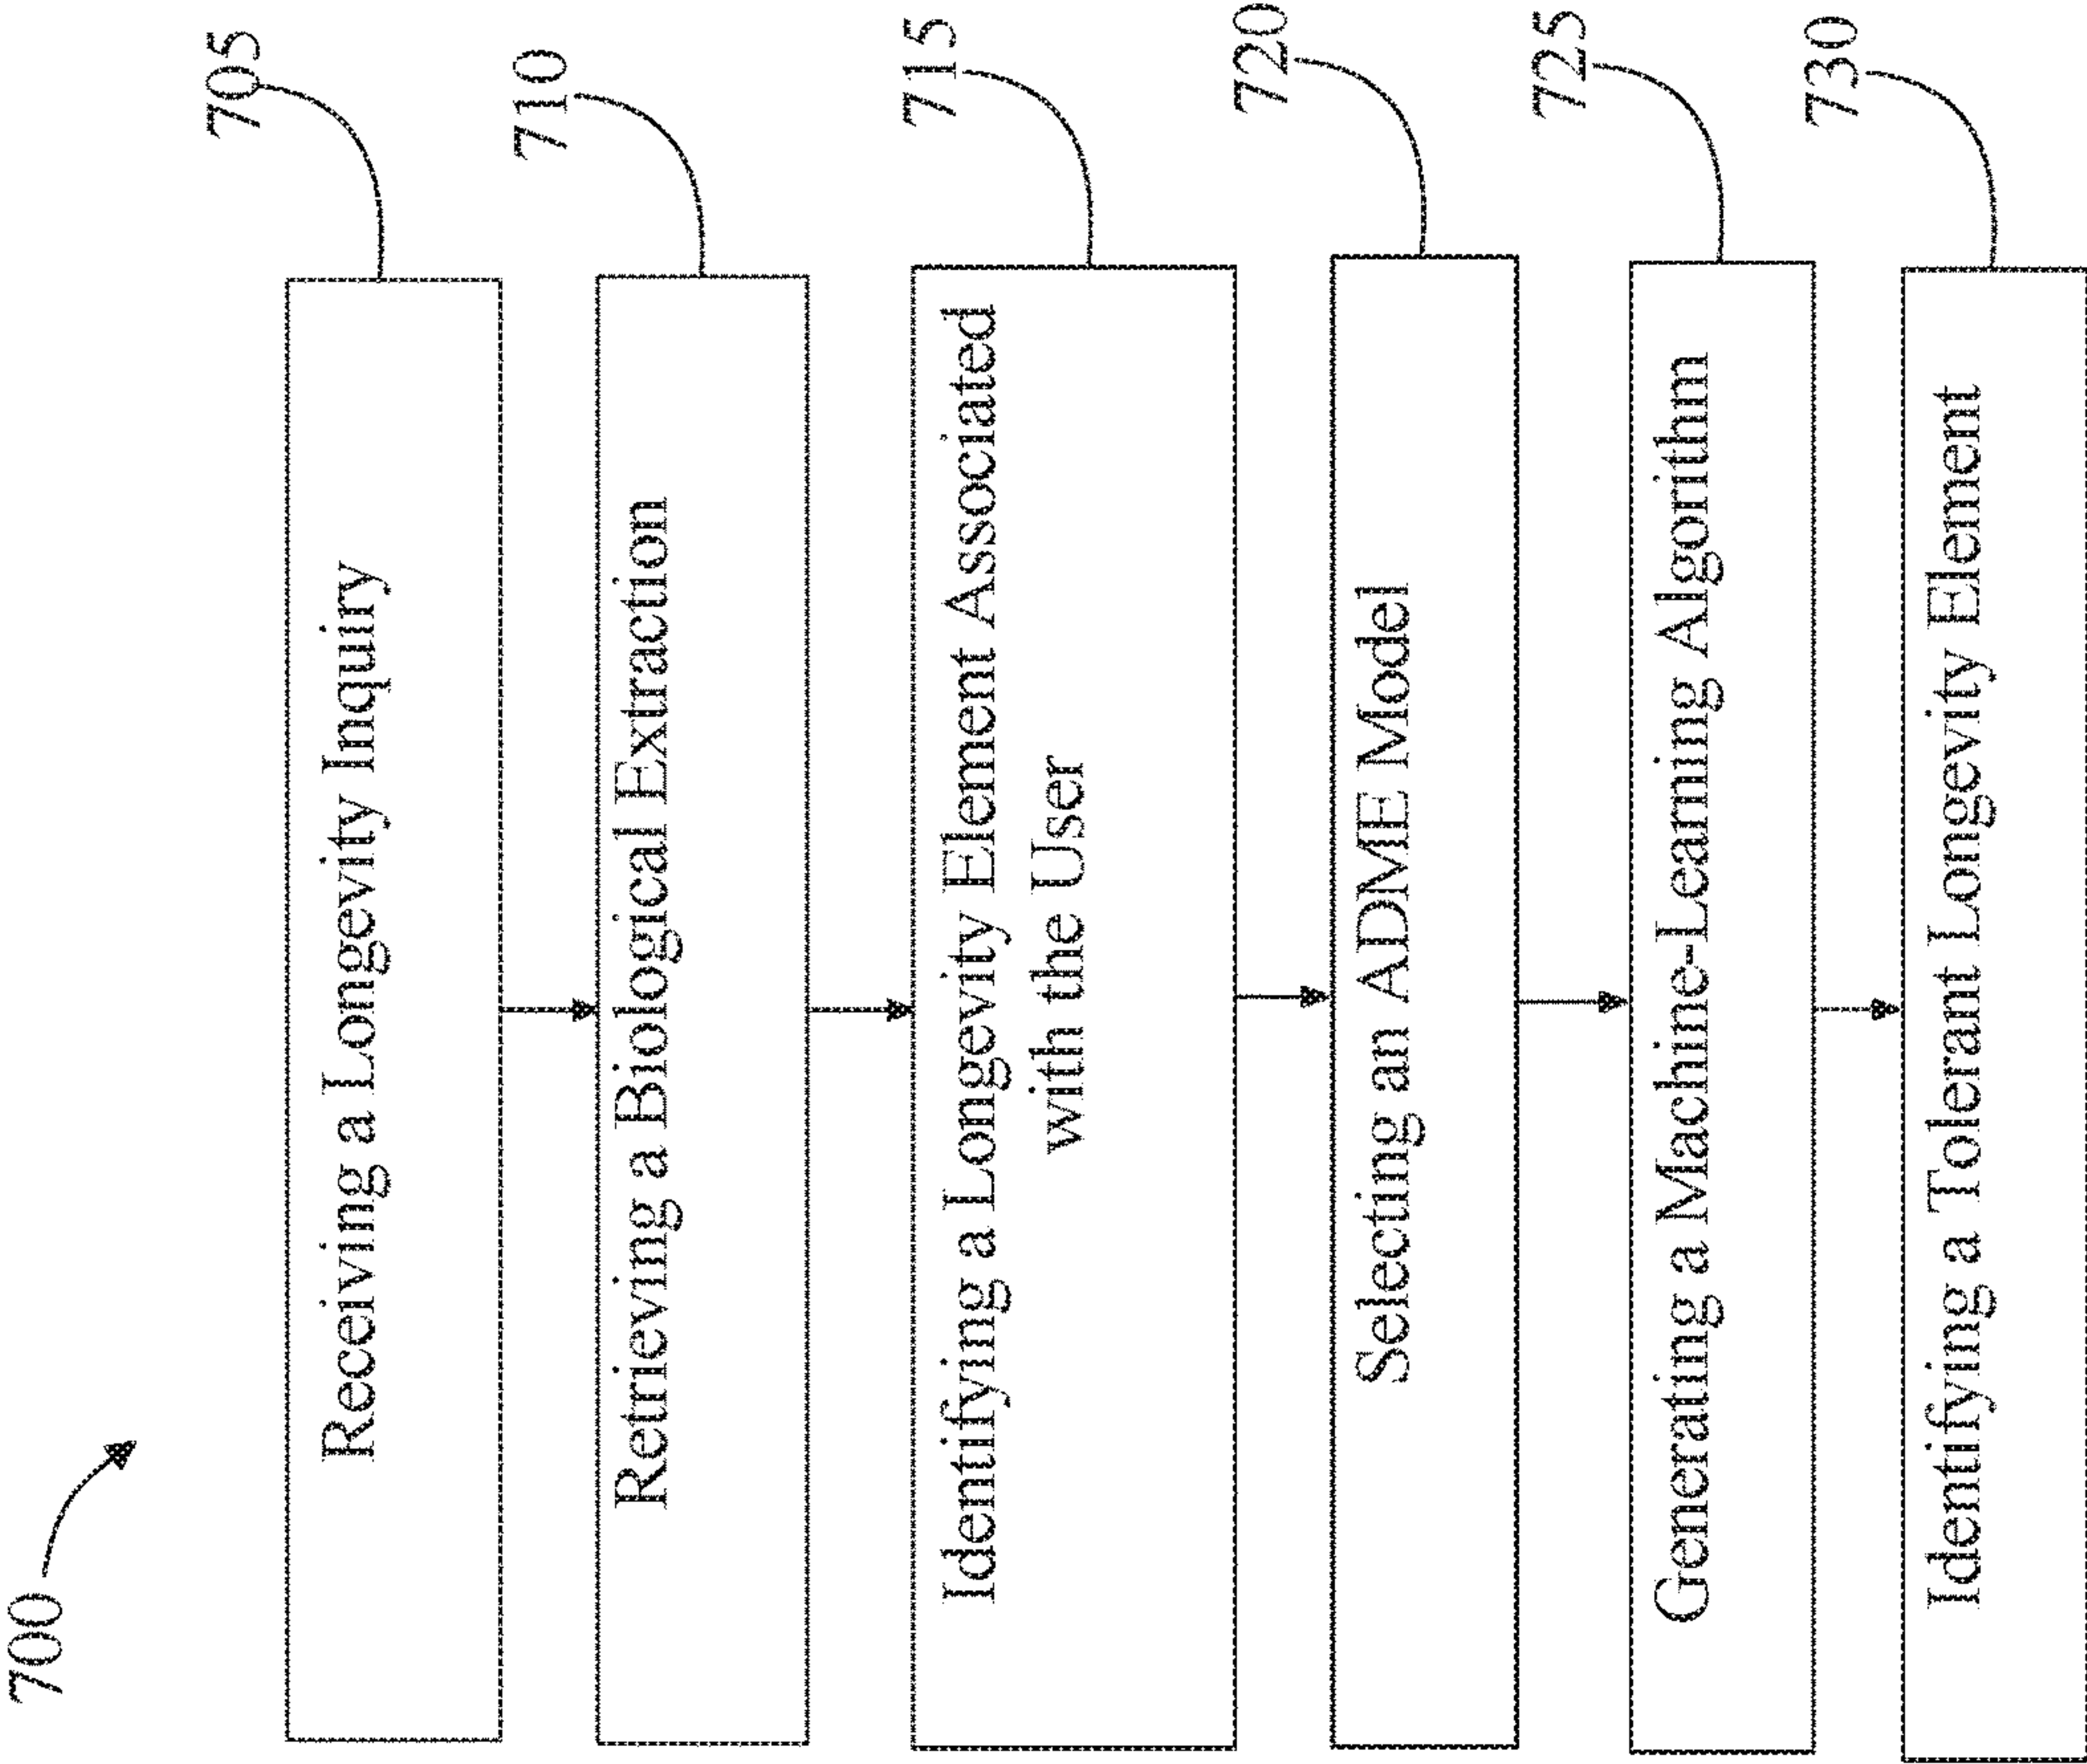 700
705
Receiving a Longevity Inquiry
710
Retrieving a Biological Extraction
715
Identifying a Longevity Element Associated
with the User
720
Selecting an ADME Model
725
Generating a Machine-Learning Algorithm
730
Identifying a Tolerant Longevity Element